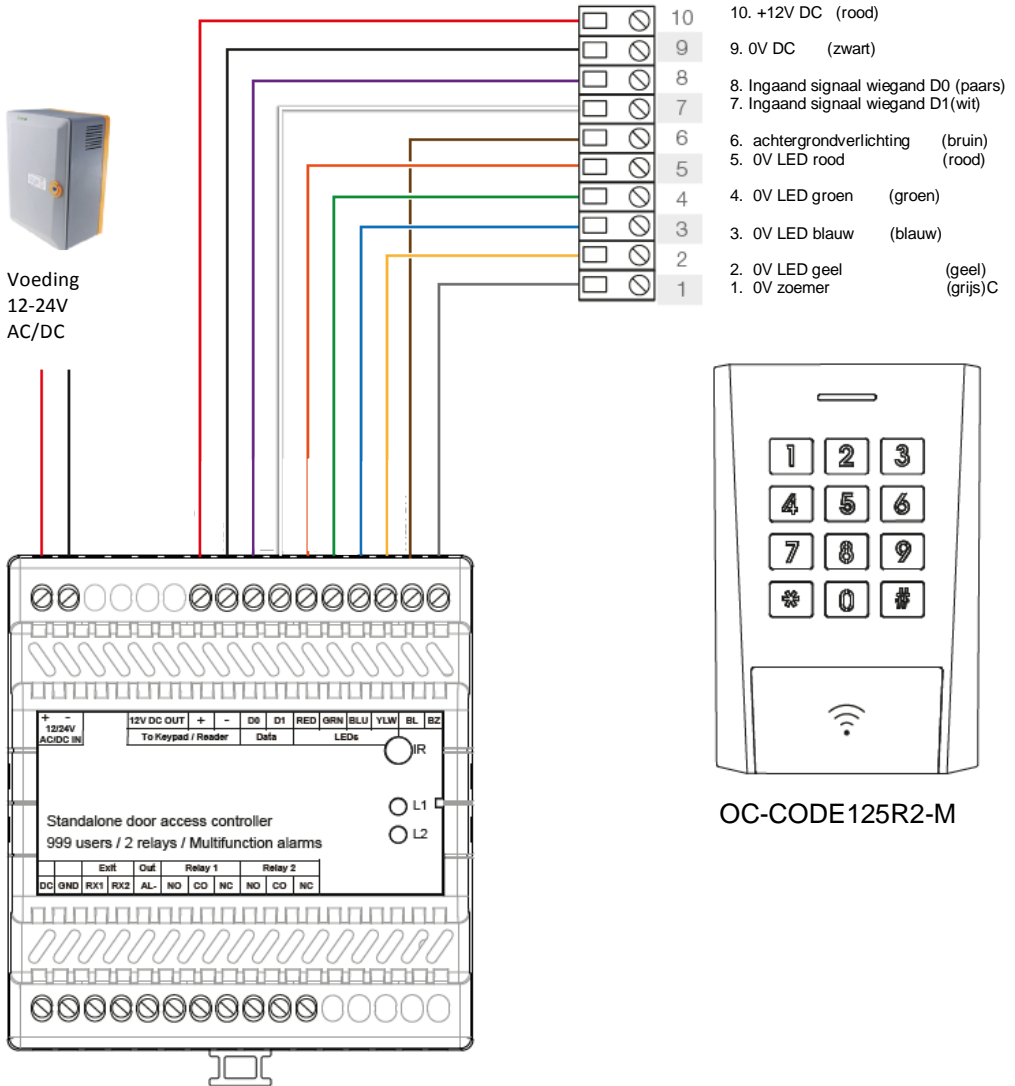 10
9
8
7
6
5
4
3
2
1
10. +12V DC (rood)
9. 0V DC (zwart)
8. Ingaand signaal wiegand D0 (paars)
7. Ingaand signaal wiegand D1(wit)
6. achtergrondverlichting (bruin)
5. 0V LED rood (rood)
4. 0V LED groen (groen)
3. 0V LED blauw (blauw)
2. 0V LED geel (geel)
1. 0V zoemer (grijs)C
Voeding
12-24V
AC/DC
1 2 3
4 5 6
7 8 9
* 0 #
OC-CODE125R2-M
+ -
12/24V
AC/DC IN
12V DC OUT + - D0 D1 RED GRN BLU YLW BL BZ
To Keypad / Reader Data LEDs
IR
L1
L2
Standalone door access controller
999 users / 2 relays / Multifunction alarms
Exit Out Relay 1 Relay 2
DC GND RX1 RX2 AL- NO CO NC NO CO NC